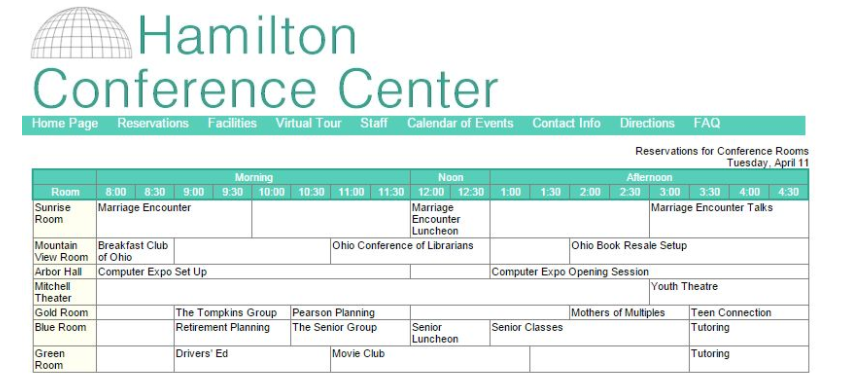 Hamilton
Conference Center
Home Page Reservations Facilities Virtual Tour Staff Calendar of Events Contact Info Directions FAQ
Reservations for Conference Rooms
Tuesday, April 11
Morning Noon Afternoon
Room 8:00 8:30 9:00 9:30 10:00 10:30 11:00 11:30 12:00 12:30 1:00 1:30 2:00 2:30 3:00 3:30 4:00 4:30
Sunrise Marriage Encounter Marriage Marriage Encounter Talks
Room Encounter
Luncheon
Mountain Breakfast Club Ohio Conference of Librarians Ohio Book Resale Setup
View Room of Ohio
Arbor Hall Computer Expo Set Up Computer Expo Opening Session
Mitchell Youth Theatre
Theater
Gold Room The Tompkins Group Pearson Planning Mothers of Multiples Teen Connection
Blue Room Retirement Planning The Senior Group Senior Senior Classes Tutoring
Luncheon
Green Drivers' Ed Movie Club Tutoring
Room